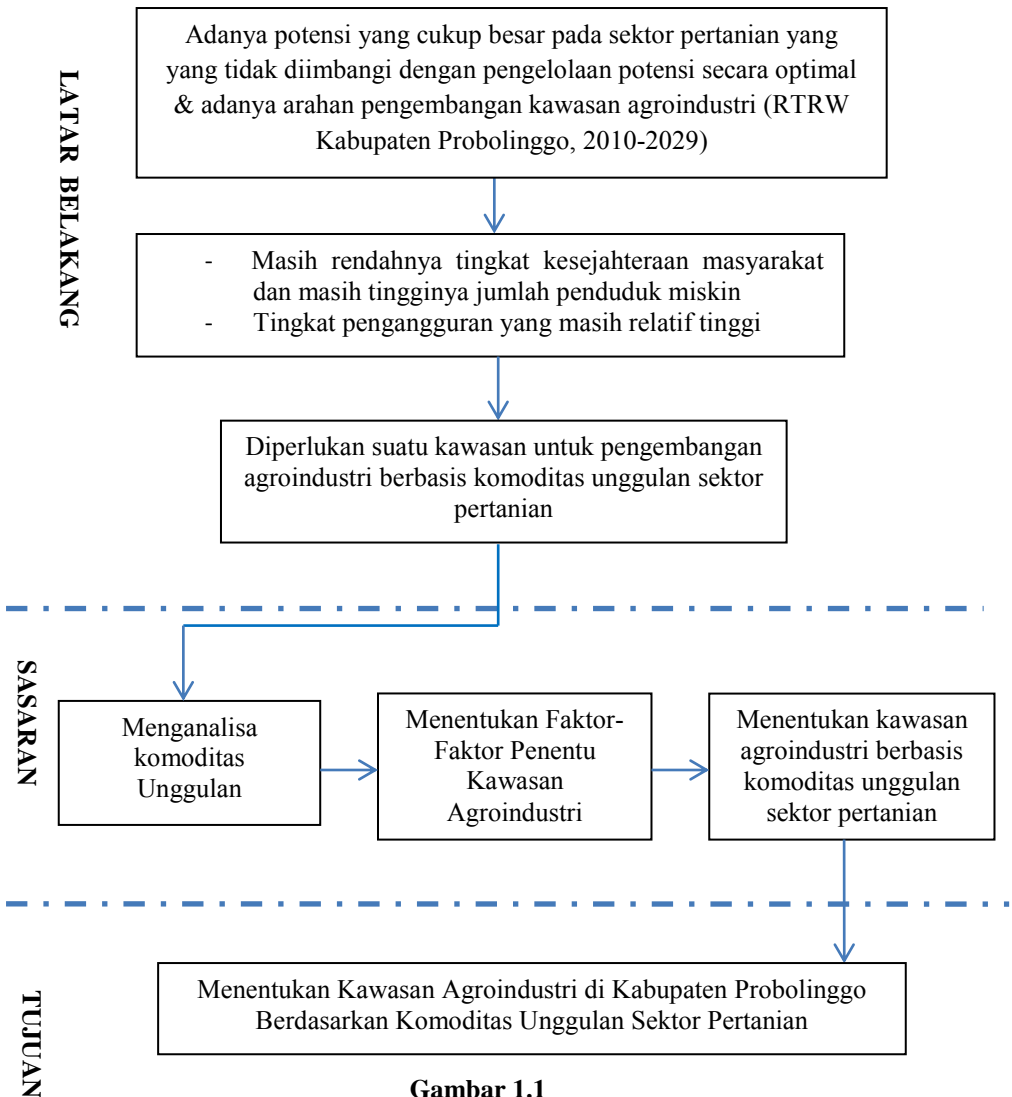 LATAR BELAKANG
Adanya potensi yang cukup besar pada sektor pertanian yang
yang tidak diimbangi dengan pengelolaan potensi secara optimal
& adanya arahan pengembangan kawasan agroindustri (RTRW
Kabupaten Probolinggo, 2010-2029)
- Masih rendahnya tingkat kesejahteraan masyarakat
dan masih tingginya jumlah penduduk miskin
- Tingkat pengangguran yang masih relatif tinggi
Diperlukan suatu kawasan untuk pengembangan
agroindustri berbasis komoditas unggulan sektor
pertanian
SASARAN
Menganalisa
komoditas
Unggulan
Menentukan Faktor-
Faktor Penentu
Kawasan
Agroindustri
Menentukan kawasan
agroindustri berbasis
komoditas unggulan
sektor pertanian
TUJUAN
Menentukan Kawasan Agroindustri di Kabupaten Probolinggo
Berdasarkan Komoditas Unggulan Sektor Pertanian
Gambar 1.1